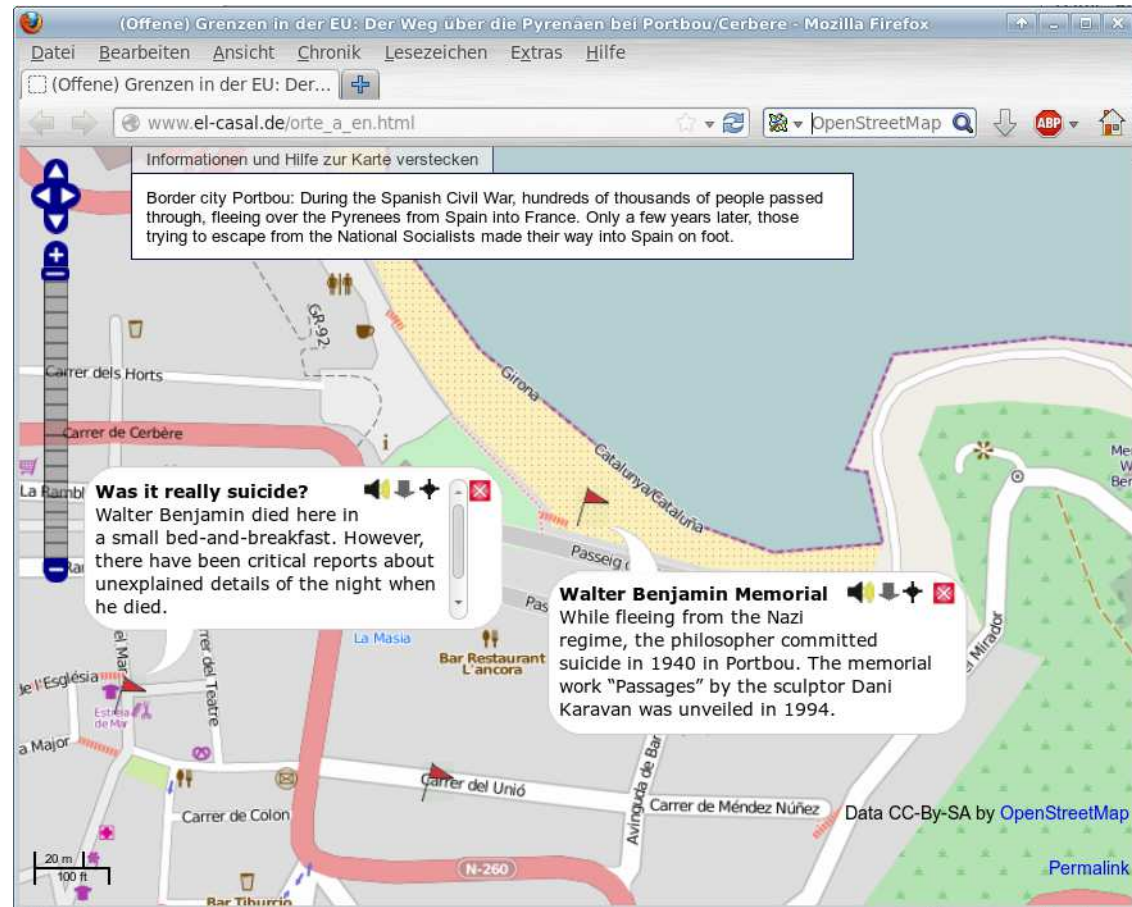 (Offene) Grenzen in der EU: Der Weg über die Pyrenäen bei Portbou/Cerbere - Mozilla Firefox
Datei Bearbeiten Ansicht Chronik Lesezeichen Extras Hilfe
(Offene) Grenzen in der EU: Der...
www.el-casal.de/orte_a_en.html
OpenStreetMap
ABP
Informationen und Hilfe zur Karte verstecken
Border city Portbou: During the Spanish Civil War, hundreds of thousands of people passed
through, fleeing over the Pyrenees from Spain into France. Only a few years later, those
trying to escape from the National Socialists made their way into Spain on foot.
GR-92
Carrer dels Horts
Girona
Carrer de Cerbère
Catalunya/Cataluña
La Rambl
Was it really suicide?
Walter Benjamin died here in
a small bed-and-breakfast. However,
there have been critical reports about
unexplained details of the night when
he died.
Passeig
Pas
Walter Benjamin Memorial
While fleeing from the Nazi
regime, the philosopher committed
suicide in 1940 in Portbou. The memorial
work “Passages” by the sculptor Dani
Karavan was unveiled in 1994.
La Masia
Bar Restaurant
L'ancora
el Mar
rer del Teatre
Mirador
de l'Església
Estrela
de Mar
a Major
Carrer del Unió
Avinguda de Bar
Carrer de Méndez Núñez
Carrer de Colon
Data CC-By-SA by OpenStreetMap
20 m
100 ft
N-260
Permalink
Bar Tiburcio